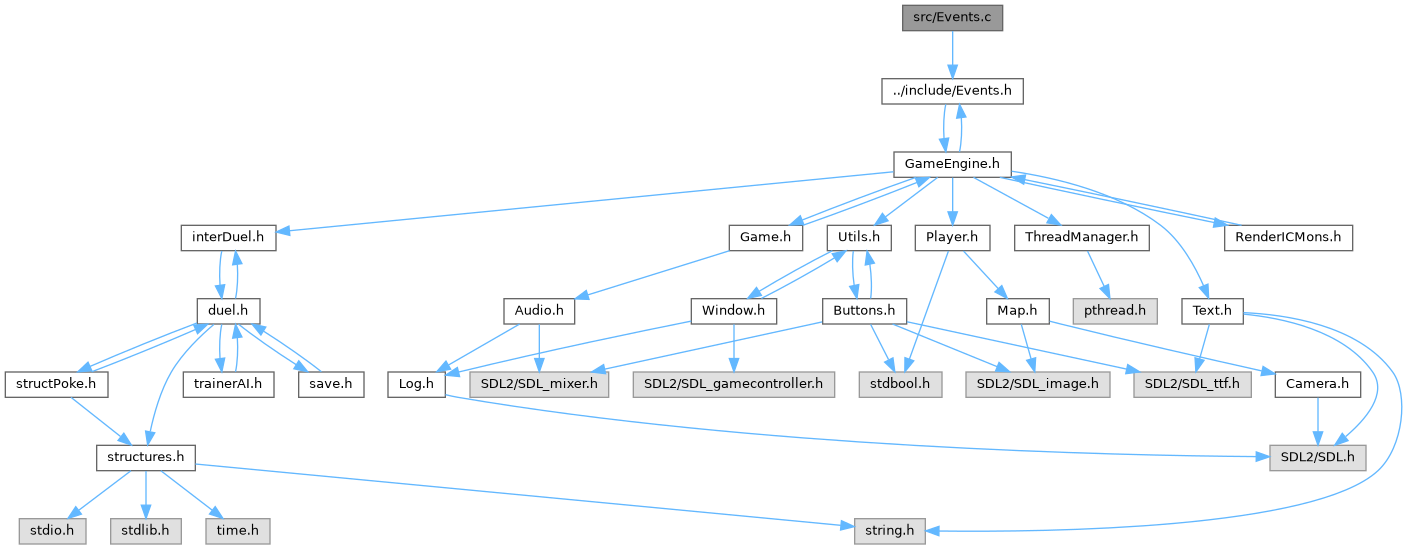 src/Events.c
../include/Events.h
GameEngine.h
interDuel.h
Game.h
Utils.h
Player.h
ThreadManager.h
RenderICMons.h
duel.h
Audio.h
Window.h
Buttons.h
Map.h
pthread.h
Text.h
structPoke.h
trainerAI.h
save.h
Log.h
SDL2/SDL_mixer.h
SDL2/SDL_gamecontroller.h
stdbool.h
SDL2/SDL_image.h
SDL2/SDL_ttf.h
Camera.h
structures.h
SDL2/SDL.h
stdio.h
stdlib.h
time.h
string.h